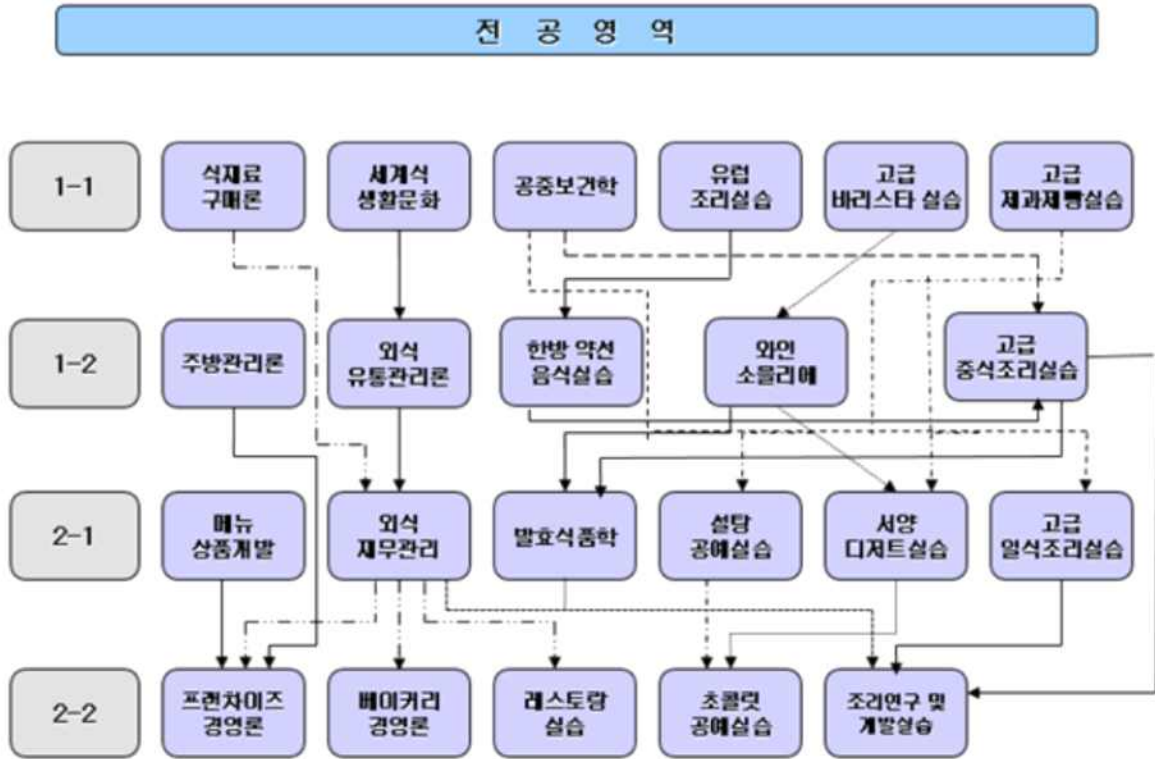 전 공 영 역
1-1
식재료
구매론
세계식
생활문화
공중보건학
유럽
조리실습
고급
바리스타 실습
고급
제과제빵실습
1-2
주방관리론
외식
유통관리론
한방 약선
음식실습
와인
소믈리에
고급
중식조리실습
2-1
메뉴
상품개발
외식
재무관리
발효식품학
설탕
공예실습
서양
디저트실습
고급
일식조리실습
2-2
프랜차이즈
경영론
베이커리
경영론
레스토랑
실습
초콜릿
공예실습
조리연구 및
개발실습